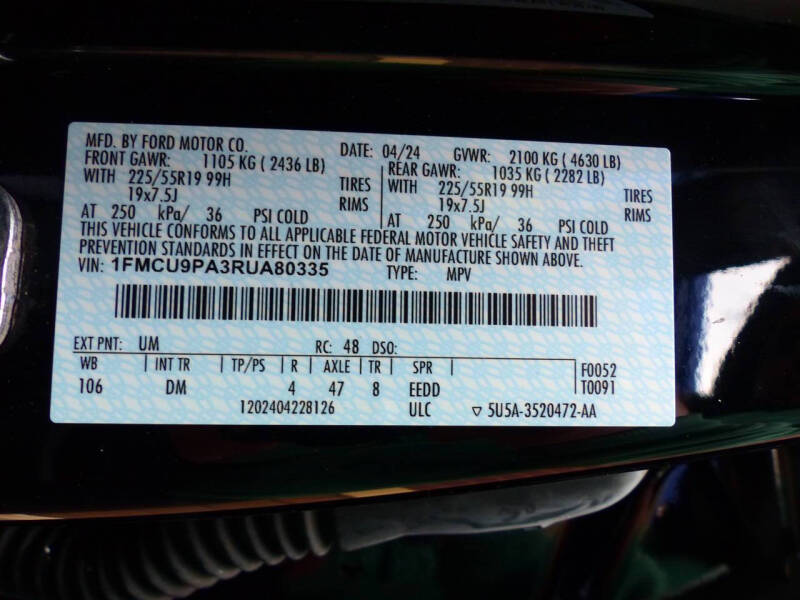 MFD. BY FORD MOTOR CO. DATE: 04/24 GVWR: 2100 KG (4630 LB)
FRONT GAWR: 1105 KG (2436 LB) REAR GAWR: 1035 KG (2282 LB)
WITH 225/55R19 99H TIRES WITH 225/55R19 99H TIRES
19x7.5J RIMS 19x7.5J RIMS
AT 250 kPa/ 36 PSI COLD AT 250 kPa/ 36 PSI COLD
THIS VEHICLE CONFORMS TO ALL APPLICABLE FEDERAL MOTOR VEHICLE SAFETY AND THEFT
PREVENTION STANDARDS IN EFFECT ON THE DATE OF MANUFACTURE SHOWN ABOVE.
VIN: 1FMCU9PA3RUA80335 TYPE: MPV
EXT PNT: UM RC: 48 DSO:
WB INT TR TP/PS R AXLE TR SPR F0052
106 DM 4 47 8 EEDD T0091
1202404228126 ULC ▽ 5U5A-3520472-AA